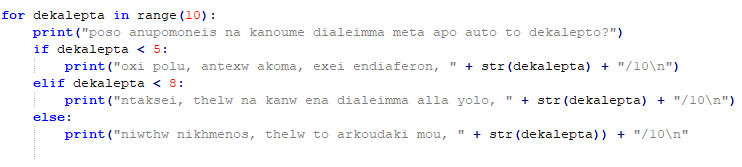 for dekalepta in range(10):
    print("poso anupomoneis na kanoume dialeimma meta apo auto to dekalepto?")
    if dekalepta < 5:
        print("oxi polu, antexw akoma, exei endiaferon, " + str(dekalepta) + "/10\n")
    elif dekalepta < 8:
        print("ntaksei, thelw na kanw ena dialeimma alla yolo, " + str(dekalepta) + "/10\n")
    else:
        print("niwthw nikhmenos, thelw to arkoudaki mou, " + str(dekalepta)) + "/10\n"